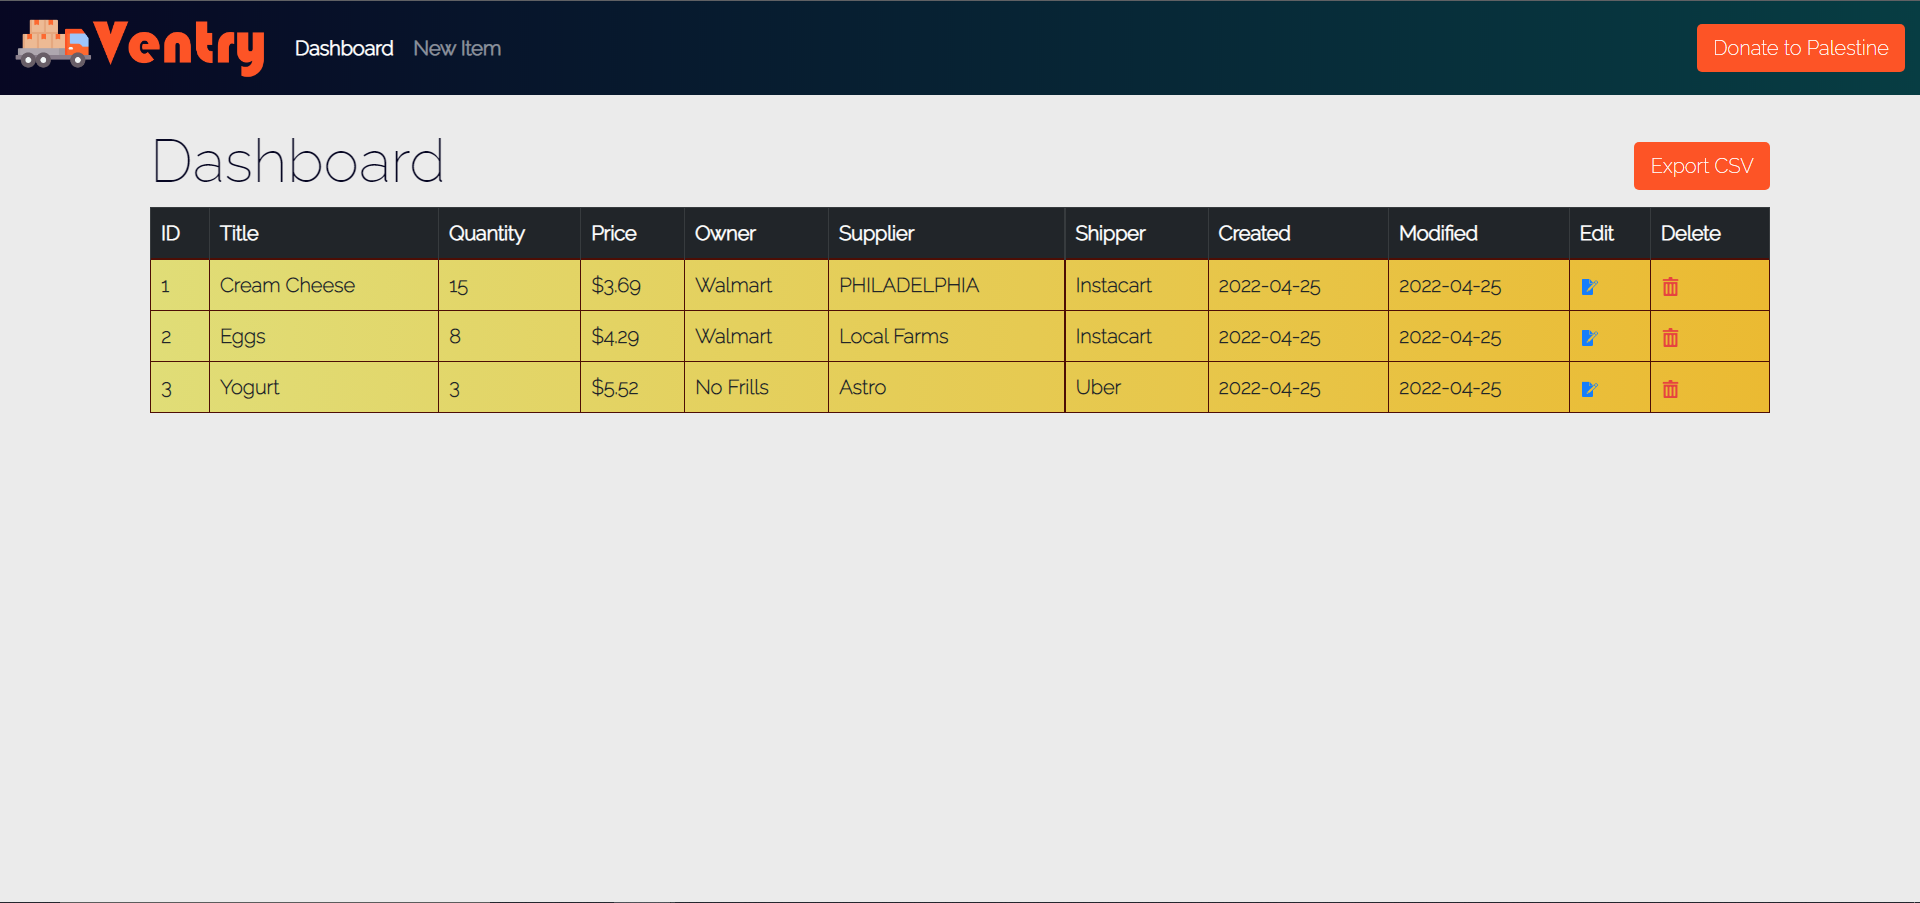 Ventry Dashboard New Item Donate to Palestine
Dashboard Export CSV
ID Title Quantity Price Owner Supplier Shipper Created Modified Edit Delete
1 Cream Cheese 15 $3.69 Walmart PHILADELPHIA Instacart 2022-04-25 2022-04-25
2 Eggs 8 $4.29 Walmart Local Farms Instacart 2022-04-25 2022-04-25
3 Yogurt 3 $5.52 No Frills Astro Uber 2022-04-25 2022-04-25